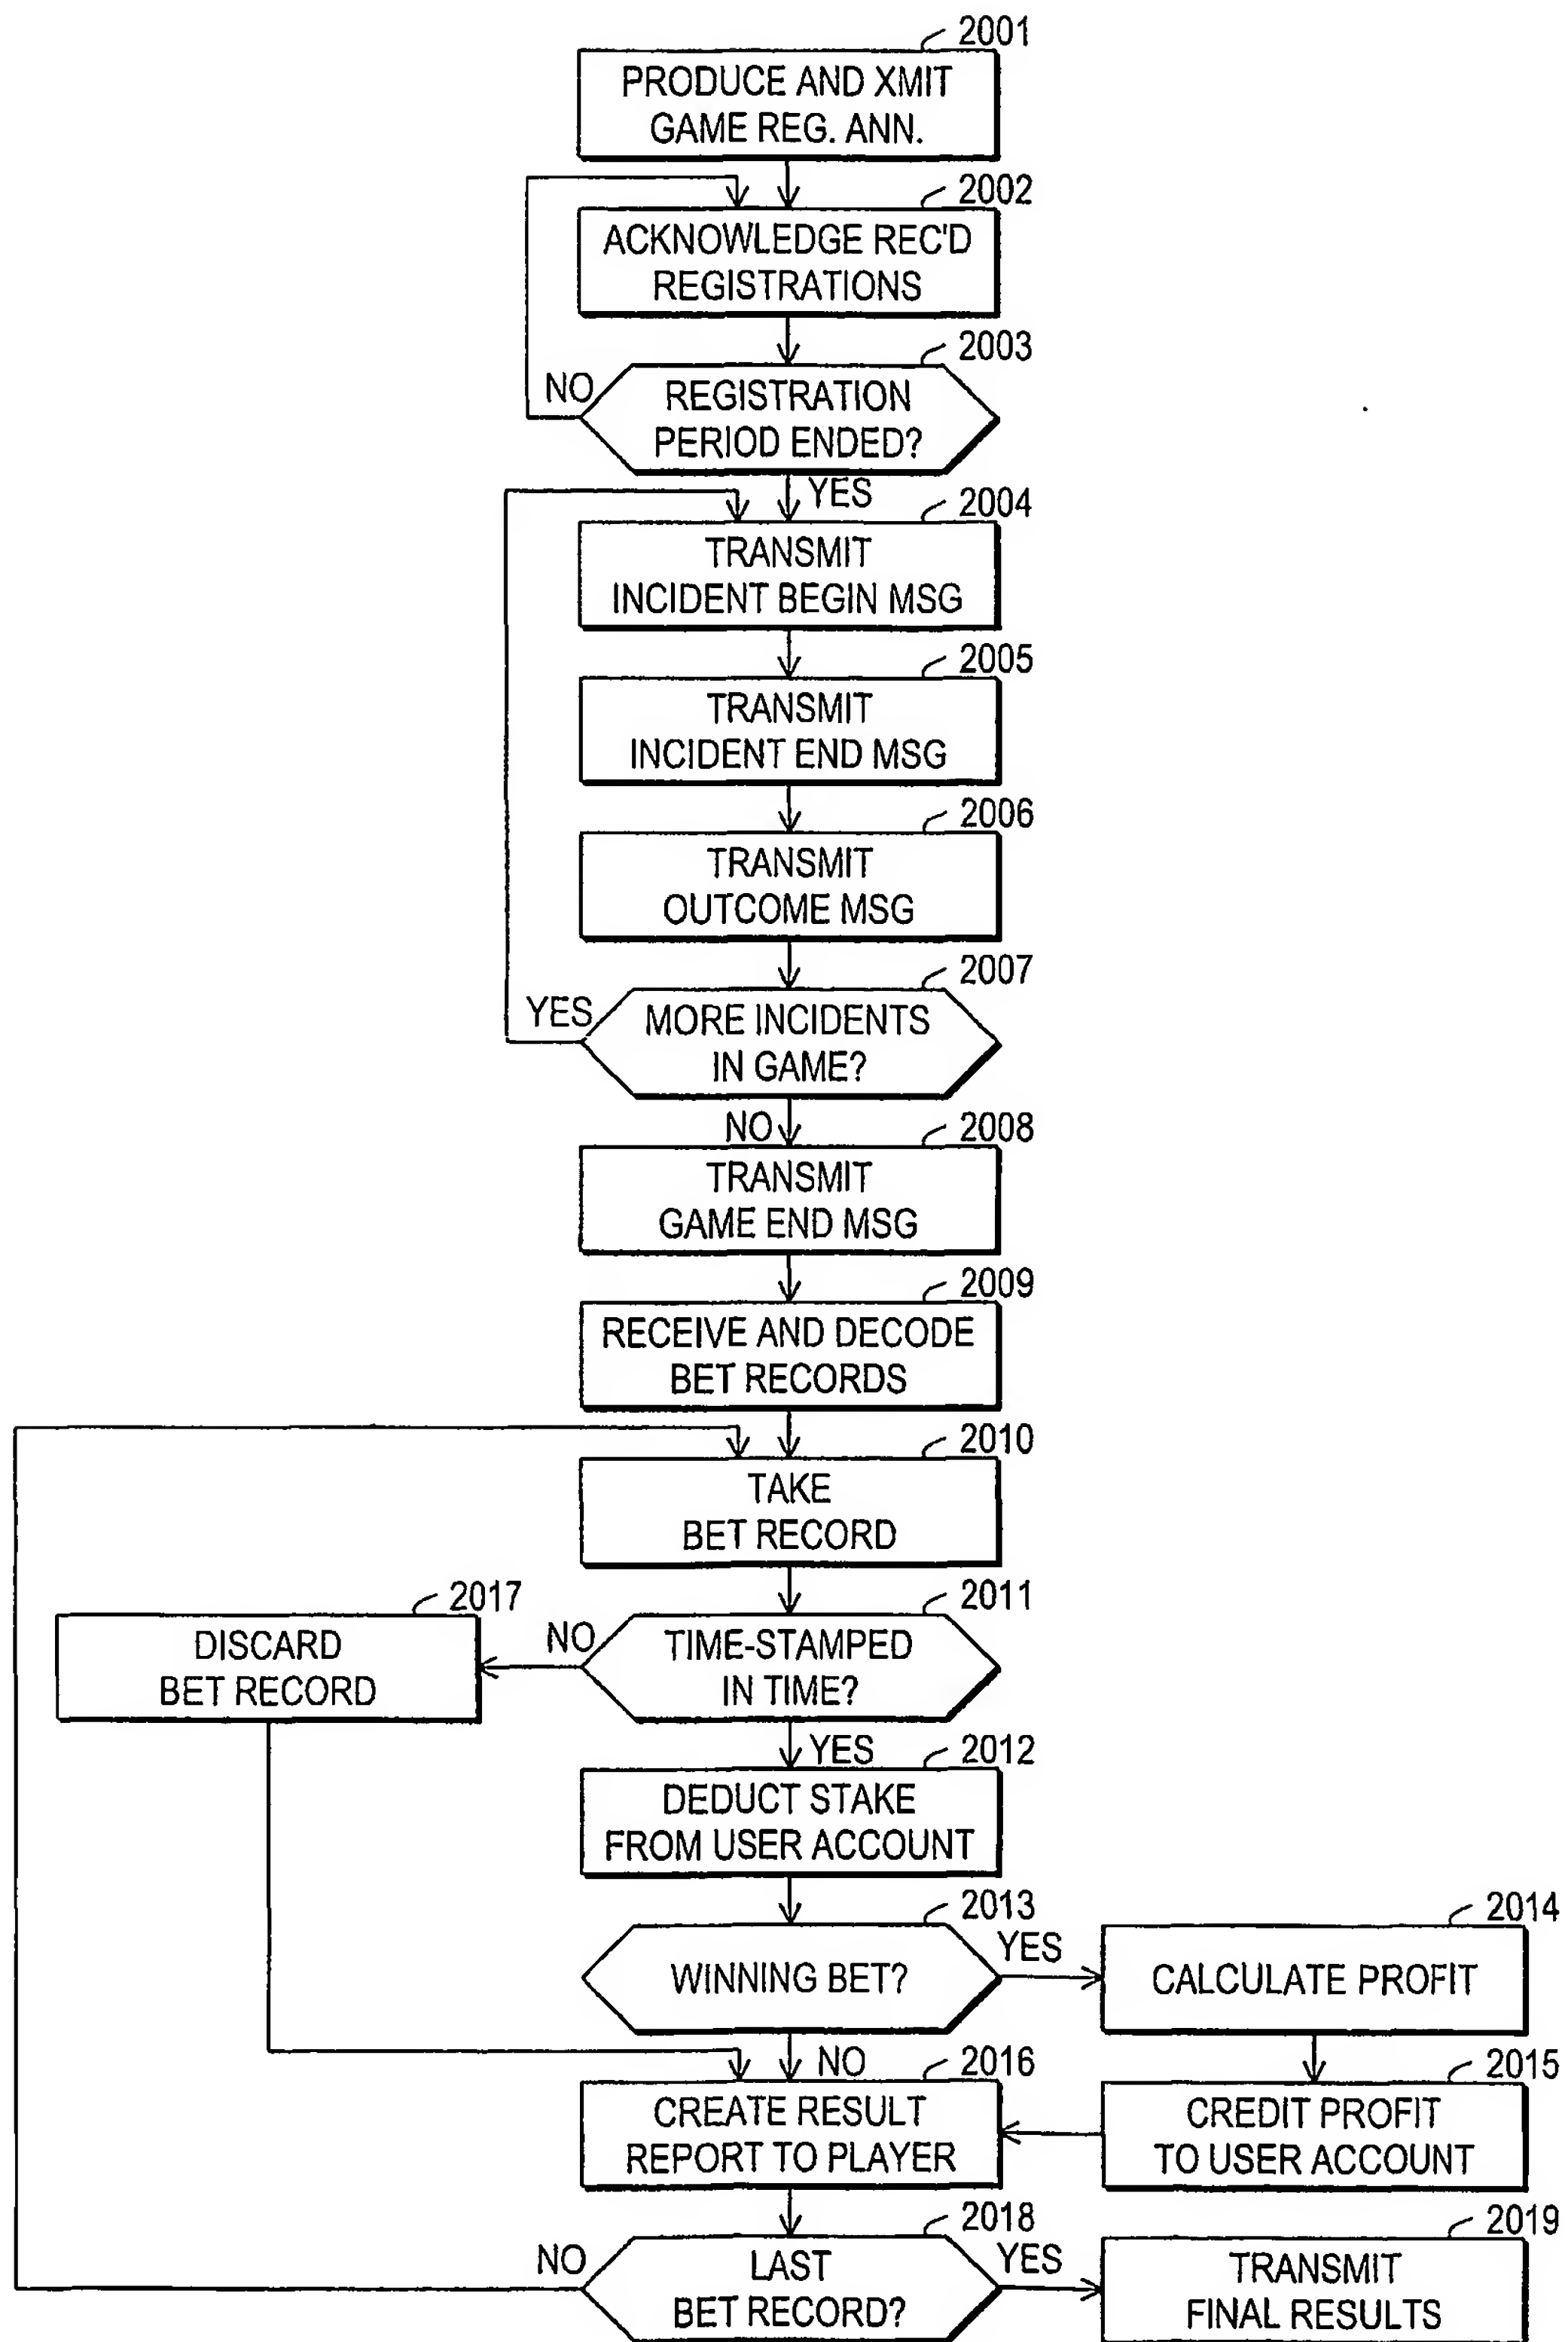 2001
PRODUCE AND XMIT
GAME REG. ANN.
2002
ACKNOWLEDGE REC'D
REGISTRATIONS
2003
NO
REGISTRATION
PERIOD ENDED?
YES
2004
TRANSMIT
INCIDENT BEGIN MSG
2005
TRANSMIT
INCIDENT END MSG
2006
TRANSMIT
OUTCOME MSG
2007
YES
MORE INCIDENTS
IN GAME?
NO
2008
TRANSMIT
GAME END MSG
2009
RECEIVE AND DECODE
BET RECORDS
2010
TAKE
BET RECORD
2017
DISCARD
BET RECORD
NO
2011
TIME-STAMPED
IN TIME?
YES
2012
DEDUCT STAKE
FROM USER ACCOUNT
2013
WINNING BET?
YES
2014
CALCULATE PROFIT
NO
2016
CREATE RESULT
REPORT TO PLAYER
2015
CREDIT PROFIT
TO USER ACCOUNT
2018
NO
LAST
BET RECORD?
YES
2019
TRANSMIT
FINAL RESULTS